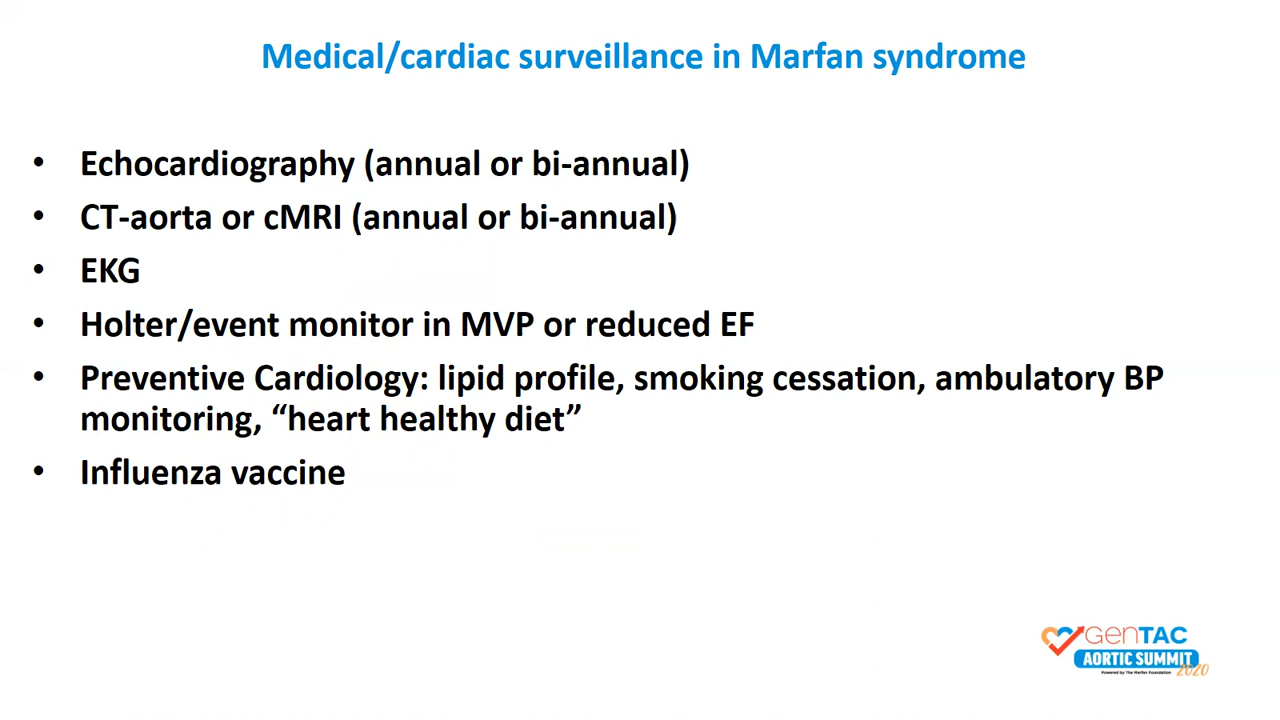 Medical/cardiac surveillance in Marfan syndrome
• Echocardiography (annual or bi-annual)
• CT-aorta or cMRI (annual or bi-annual)
• EKG
• Holter/event monitor in MVP or reduced EF
• Preventive Cardiology: lipid profile, smoking cessation, ambulatory BP
monitoring, “heart healthy diet”
• Influenza vaccine
GenTAC
AORTIC SUMMIT
2020
Powered by The Marfan Foundation